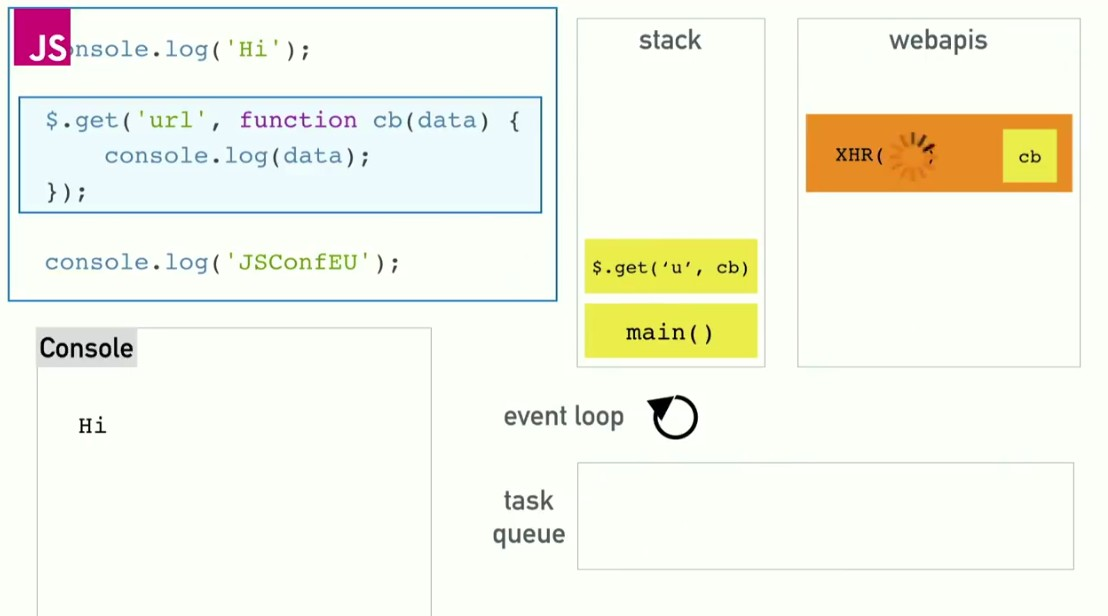 JS
onsole.log('Hi');
$.get('url', function cb(data) {
console.log(data);
});
console.log('JSConfEU');
Console
Hi
stack
$.get(‘u’, cb)
main()
webapis
XHR(
cb
event loop
task
queue